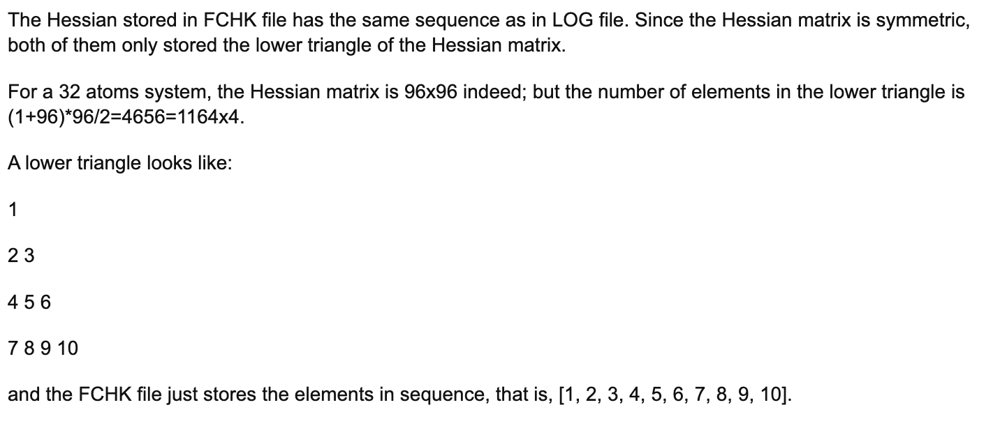 The Hessian stored in FCHK file has the same sequence as in LOG file. Since the Hessian matrix is symmetric,
both of them only stored the lower triangle of the Hessian matrix.
For a 32 atoms system, the Hessian matrix is 96x96 indeed; but the number of elements in the lower triangle is
(1+96)*96/2=4656=1164x4.
A lower triangle looks like:
1
2 3
4 5 6
7 8 9 10
and the FCHK file just stores the elements in sequence, that is, [1, 2, 3, 4, 5, 6, 7, 8, 9, 10].